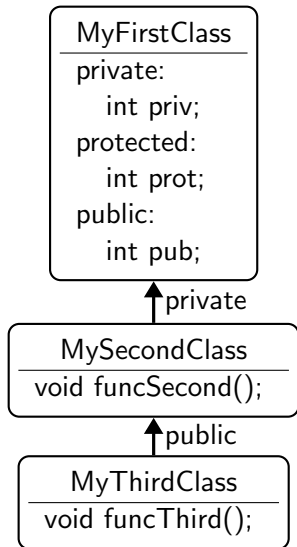 MyFirstClass
private:
int priv;
protected:
int prot;
public:
int pub;
private
MySecondClass
void funcSecond();
public
MyThirdClass
void funcThird();